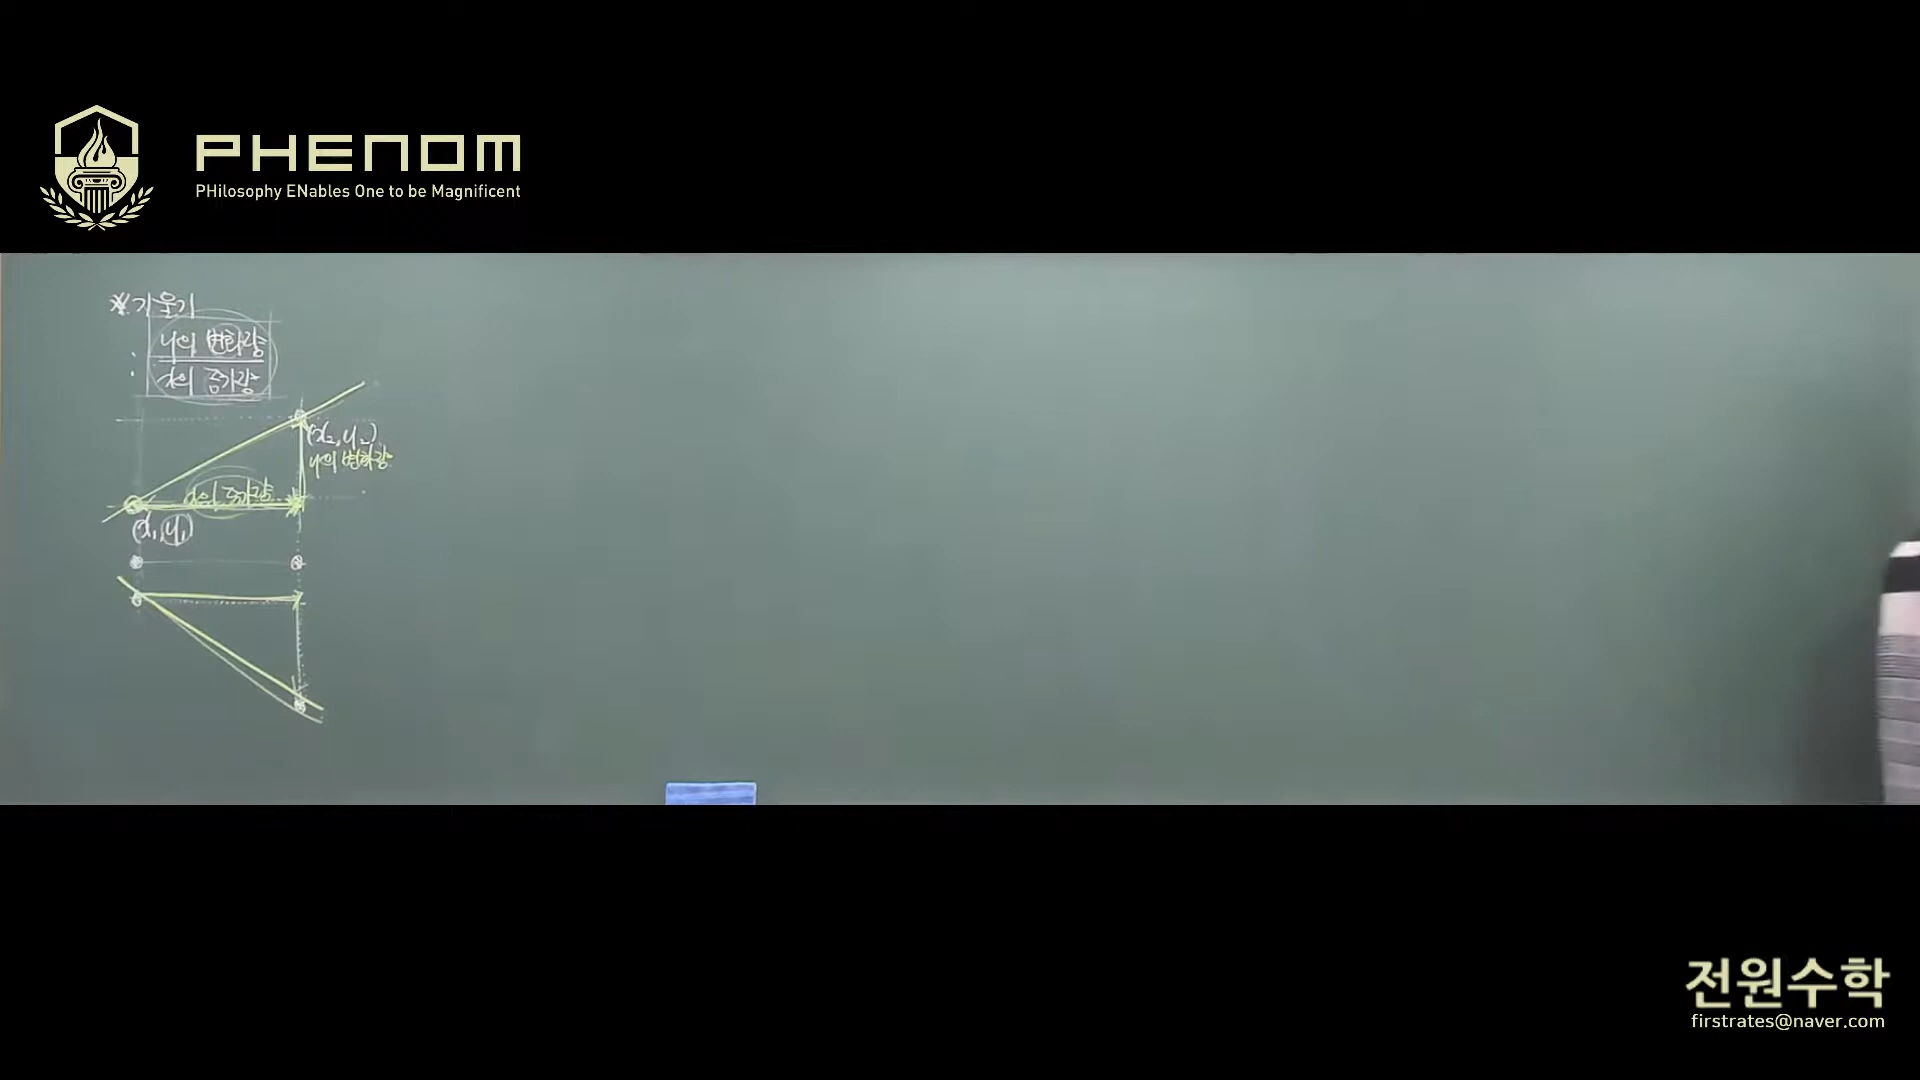 PHENOM
PHilosophy ENables One to be Magnificent
※ 기울기
: y의 변화량
x의 증가량
(x₂, y₂)
y의 변화량
x의 증가량
(x₁, y₁)
전원수학
firstrates@naver.com